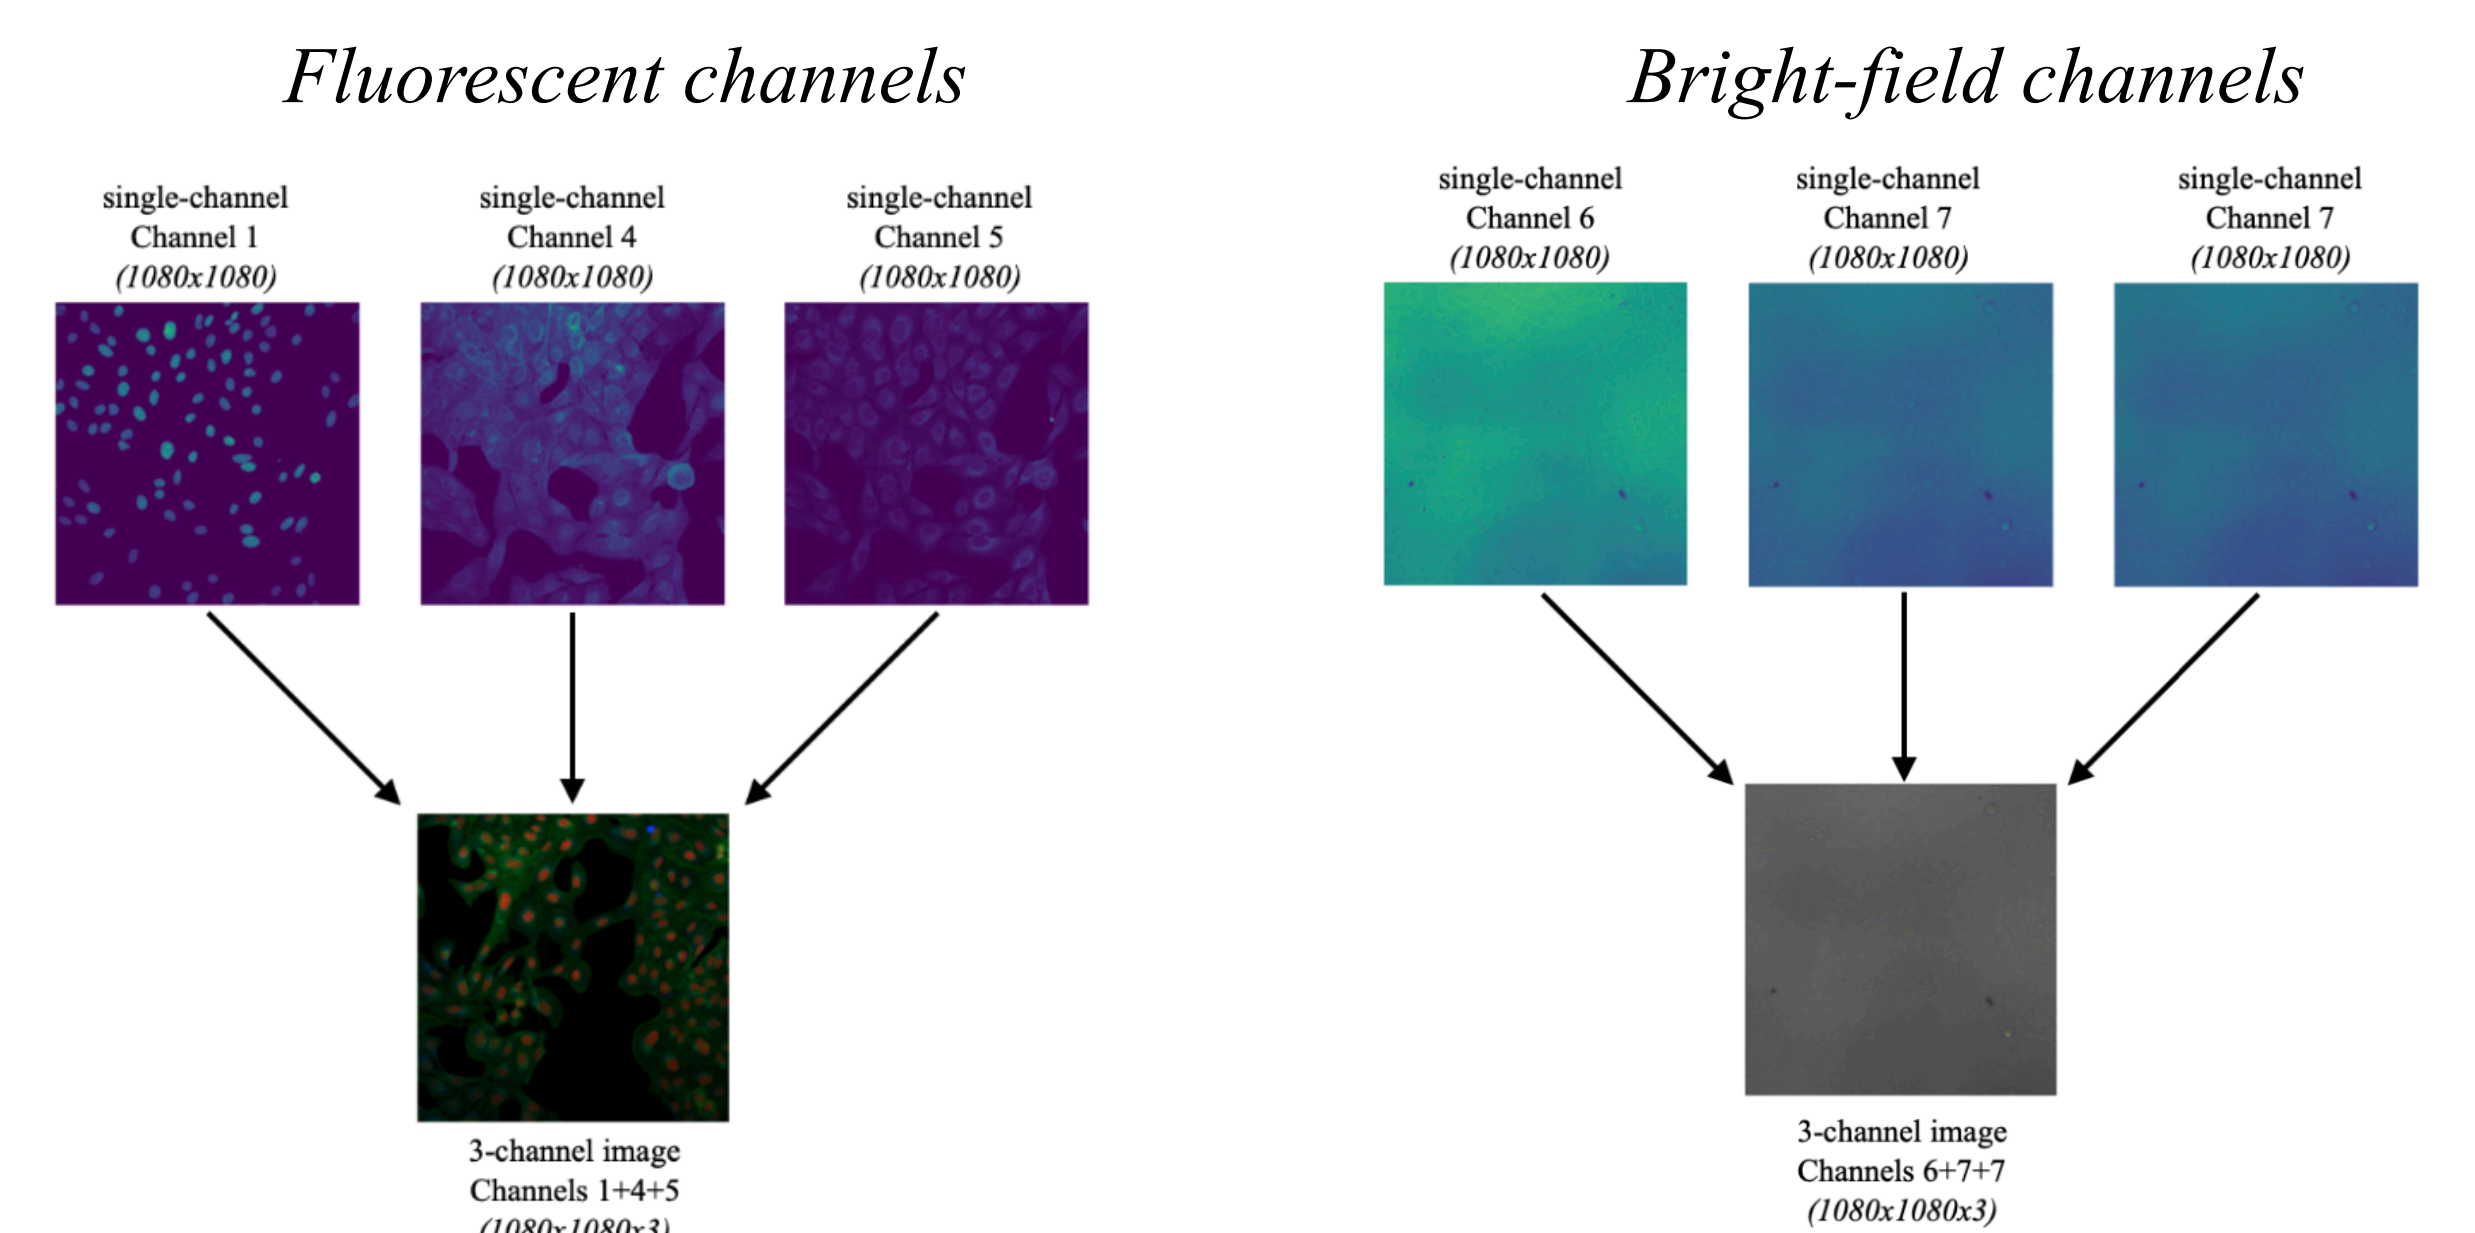 Fluorescent channels
single-channel
Channel 1
(1080x1080)
single-channel
Channel 4
(1080x1080)
single-channel
Channel 5
(1080x1080)
3-channel image
Channels 1+4+5
(1080x1080x3)
Bright-field channels
single-channel
Channel 6
(1080x1080)
single-channel
Channel 7
(1080x1080)
single-channel
Channel 7
(1080x1080)
3-channel image
Channels 6+7+7
(1080x1080x3)